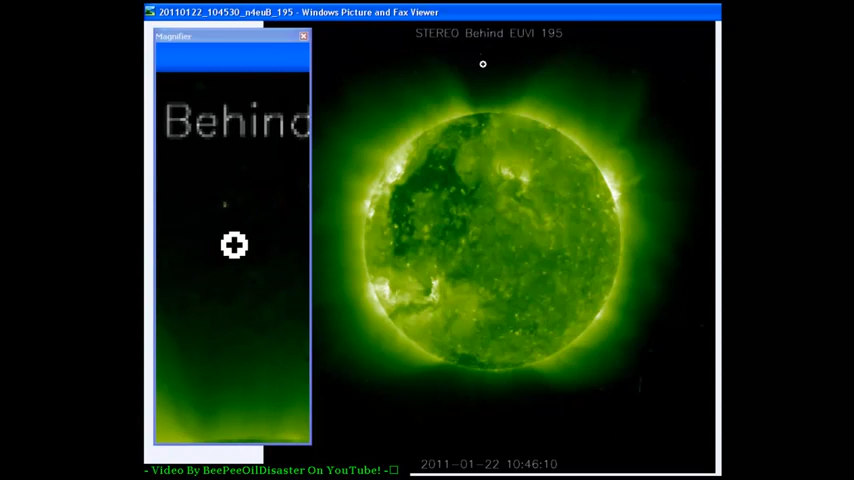 20110122_104530_n4euB_195 - Windows Picture and Fax Viewer
Magnifier
STEREO Behind EUVI 195
Behind
2011-01-22 10:46:10
- Video By BeePeeOilDisaster On YouTube! -□